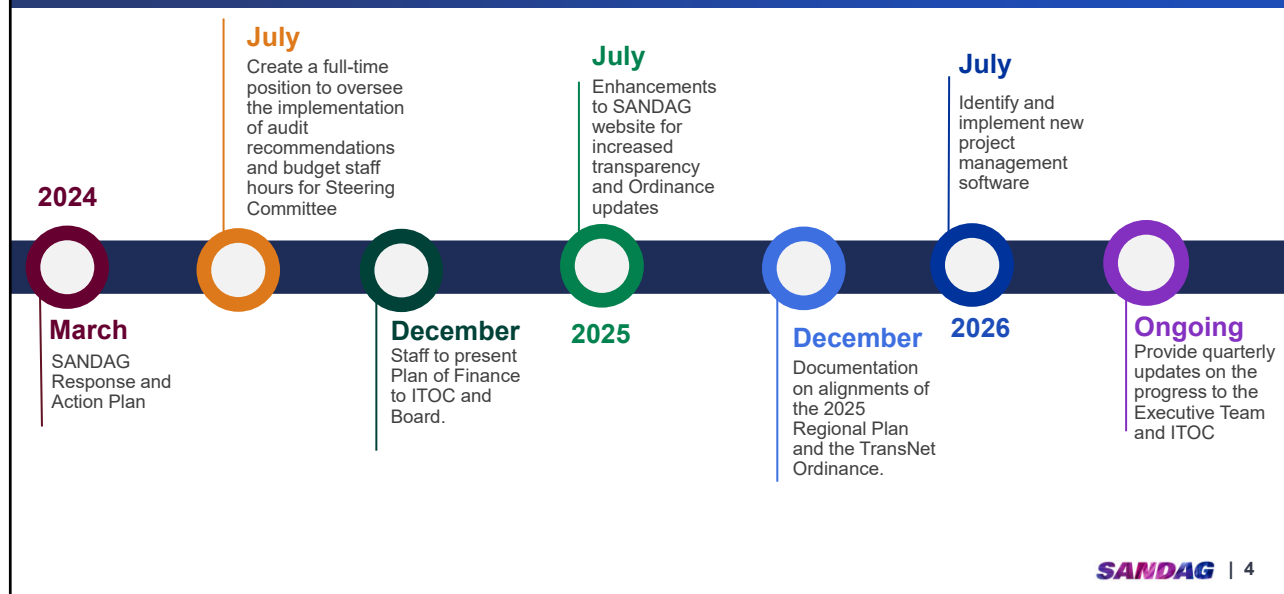 2024
March
SANDAG
Response and
Action Plan
July
Create a full-time
position to oversee
the implementation
of audit
recommendations
and budget staff
hours for Steering
Committee
December
Staff to present
Plan of Finance
to ITOC and
Board.
July
Enhancements
to SANDAG
website for
increased
transparency
and Ordinance
updates
2025
December
Documentation
on alignments of
the 2025
Regional Plan
and the TransNet
Ordinance.
July
Identify and
implement new
project
management
software
2026
Ongoing
Provide quarterly
updates on the
progress to the
Executive Team
and ITOC
SANDAG | 4